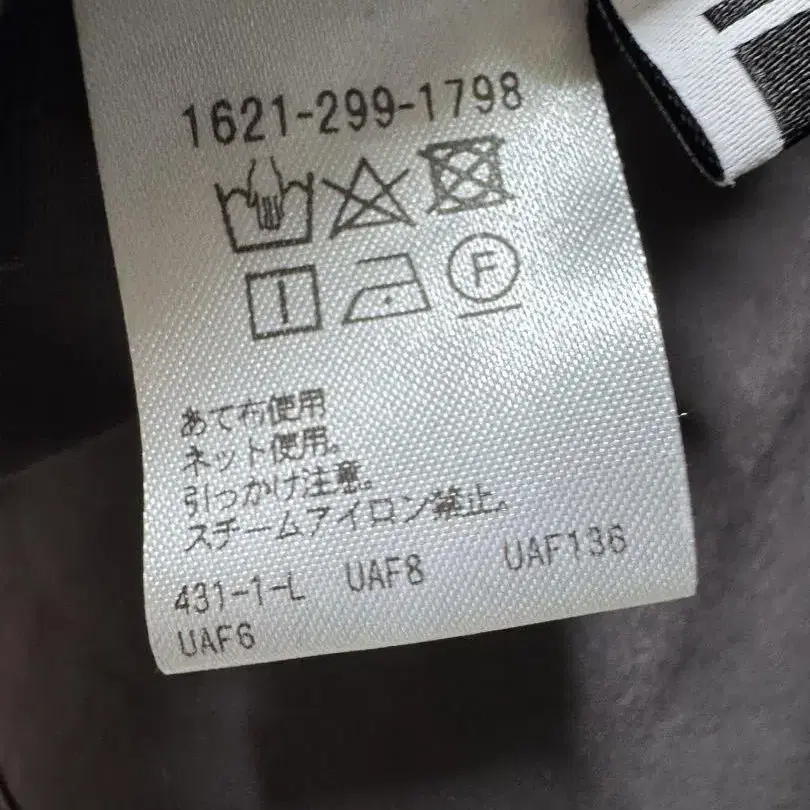 1621-299-1798
F
あて布使用
ネット使用。
引っかけ注意。
スチームアイロン禁止。
431-1-L UAF8 UAF136
UAF6